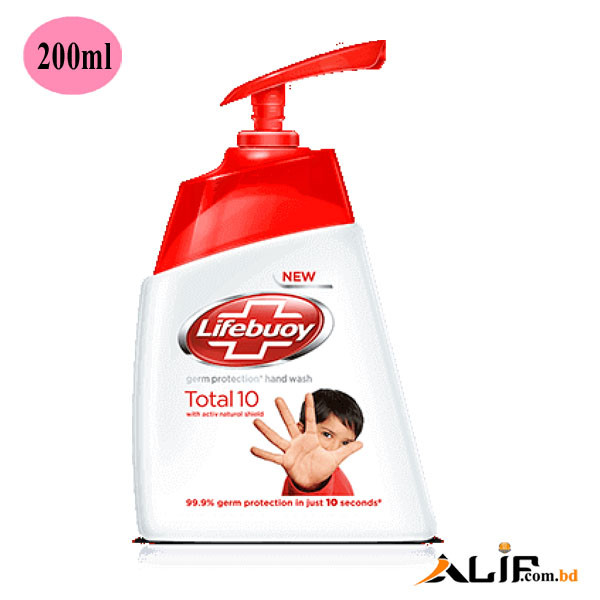 200ml
NEW
Lifebuoy
germ protection* hand wash
Total 10
with activ natural shield
99.9% germ protection in just 10 seconds*
ALIF.com.bd